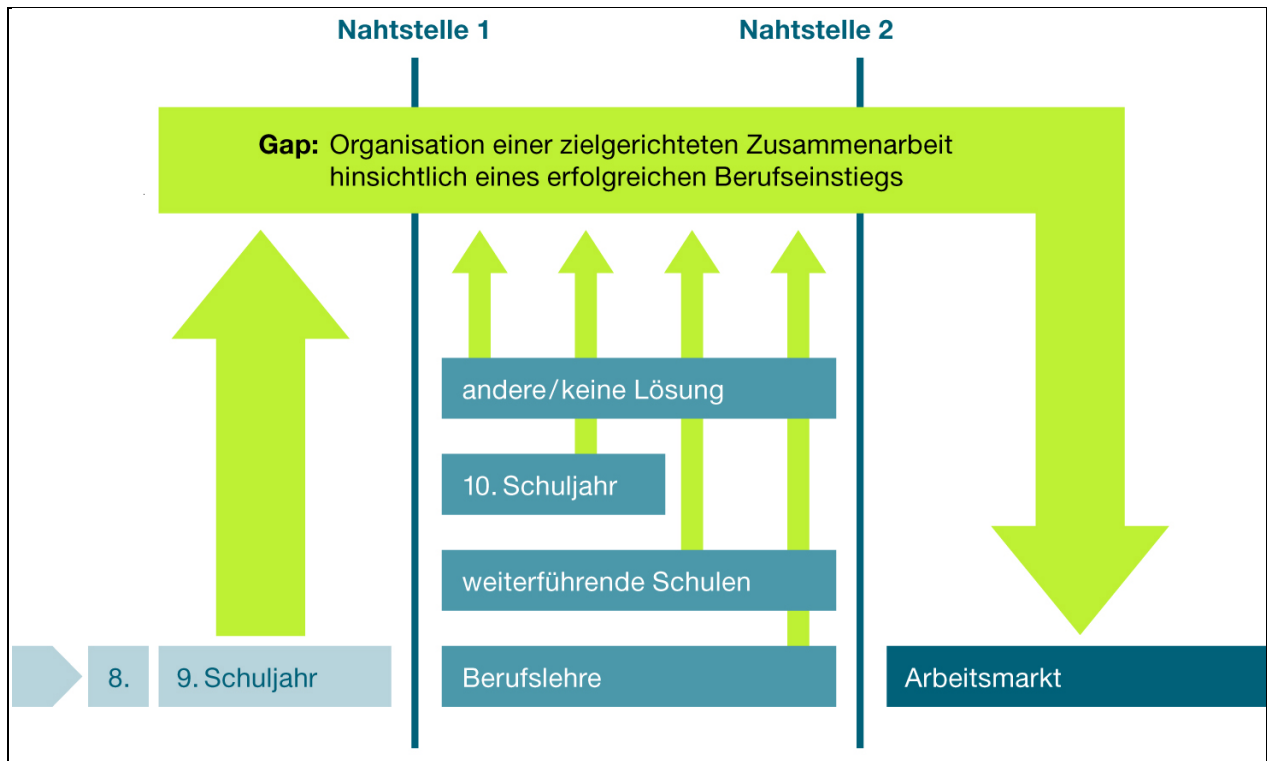 Nahtstelle 1
Nahtstelle 2
Gap: Organisation einer zielgerichteten Zusammenarbeit
hinsichtlich eines erfolgreichen Berufseinstiegs
andere/keine Lösung
10. Schuljahr
weiterführende Schulen
8.
9. Schuljahr
Berufslehre
Arbeitsmarkt